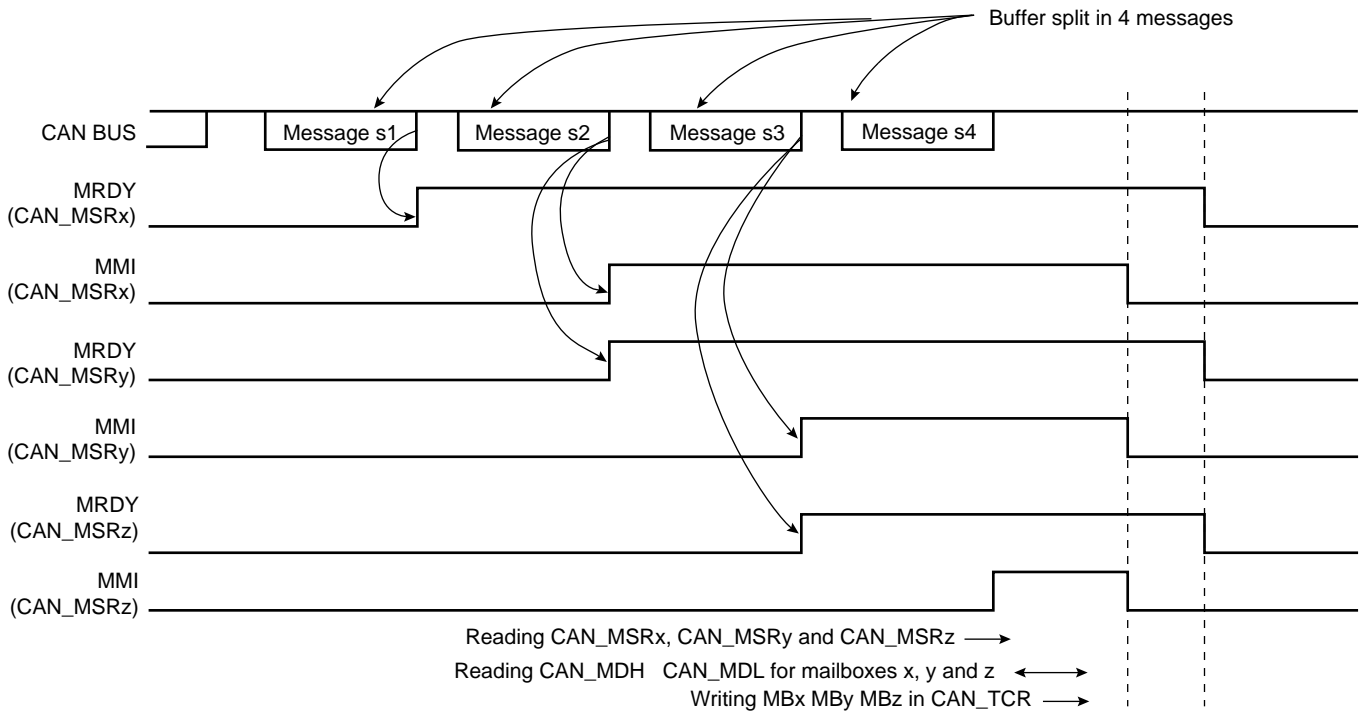 Buffer split in 4 messages
CAN BUS
Message s1
Message s2
Message s3
Message s4
MRDY
(CAN_MSRx)
MMI
(CAN_MSRx)
MRDY
(CAN_MSRy)
MMI
(CAN_MSRy)
MRDY
(CAN_MSRz)
MMI
(CAN_MSRz)
Reading CAN_MSRx, CAN_MSRy and CAN_MSRz
Reading CAN_MDH CAN_MDL for mailboxes x, y and z
Writing MBx MBy MBz in CAN_TCR